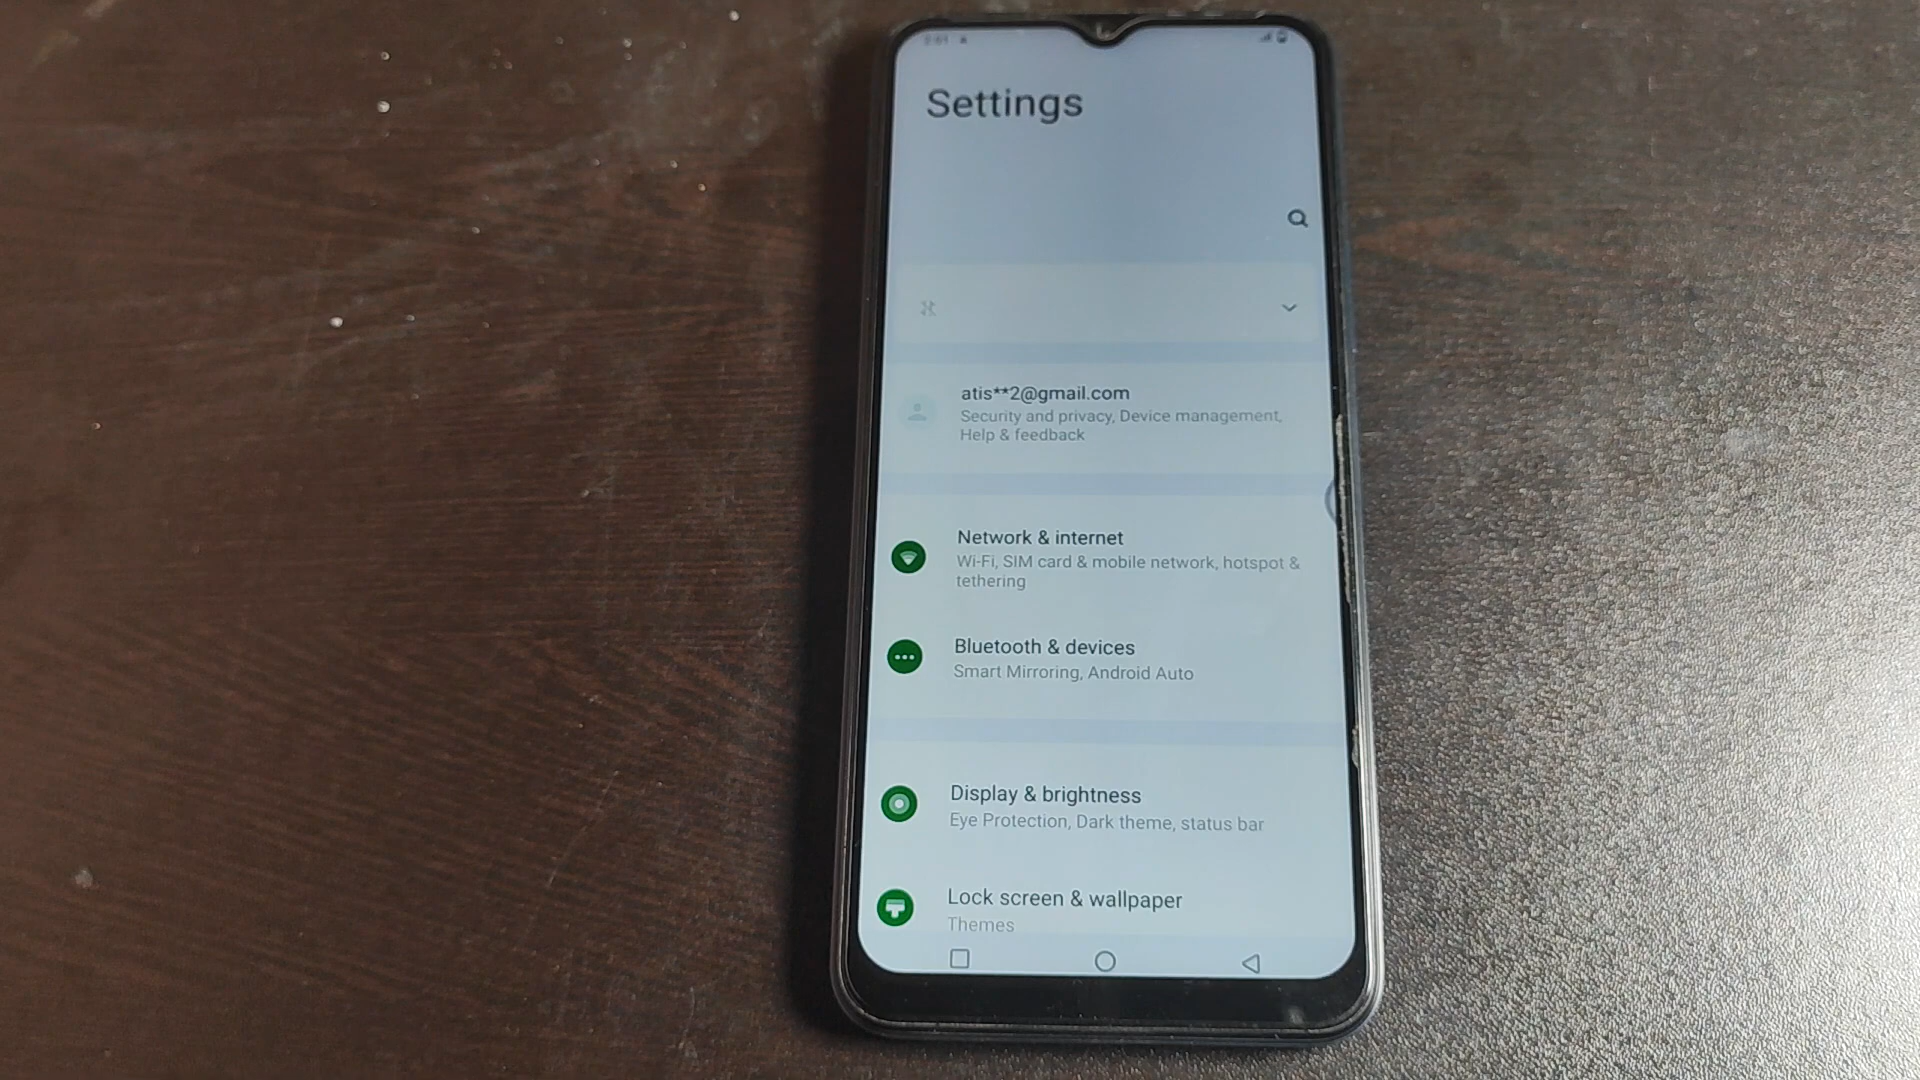 Settings
atis**2@gmail.com
Security and privacy, Device management,
Help & feedback
Network & internet
Wi-Fi, SIM card & mobile network, hotspot &
tethering
Bluetooth & devices
Smart Mirroring, Android Auto
Display & brightness
Eye Protection, Dark theme, status bar
Lock screen & wallpaper
Themes